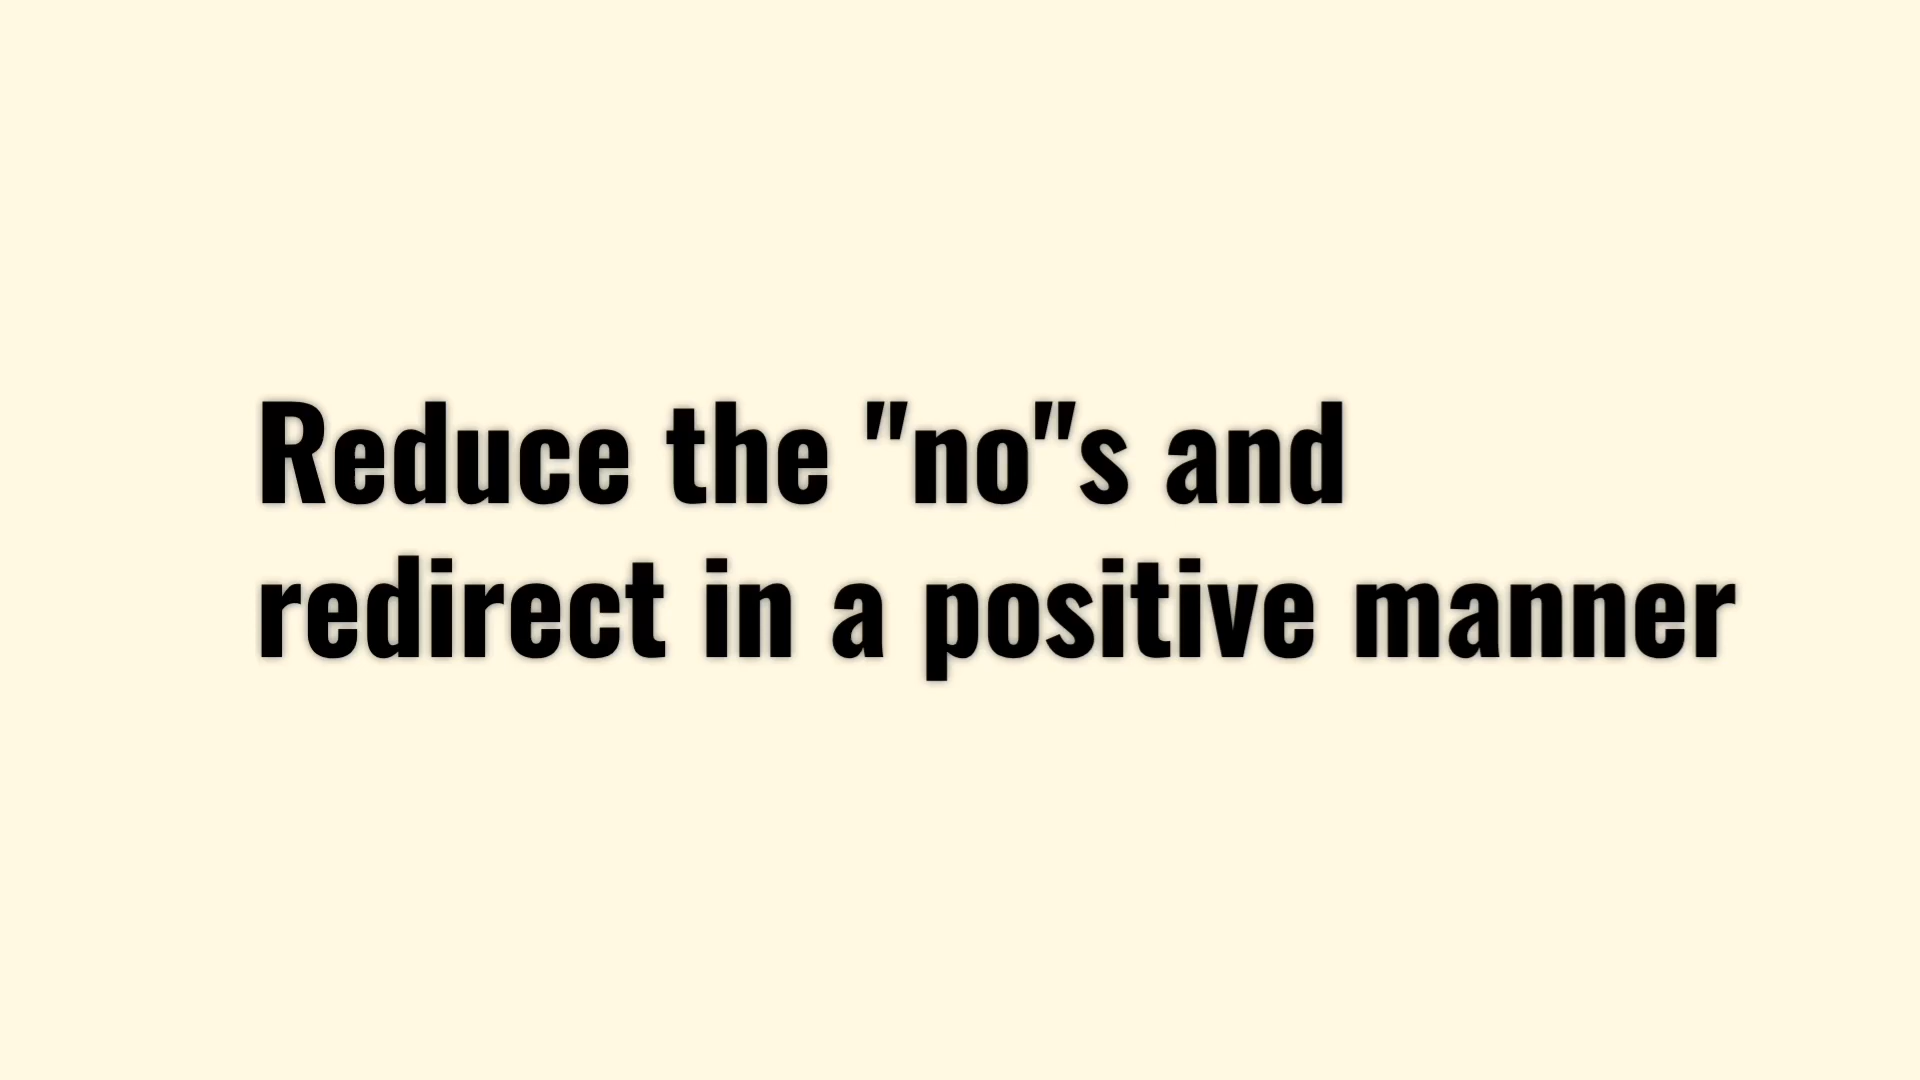 Reduce the "no"s and
redirect in a positive manner